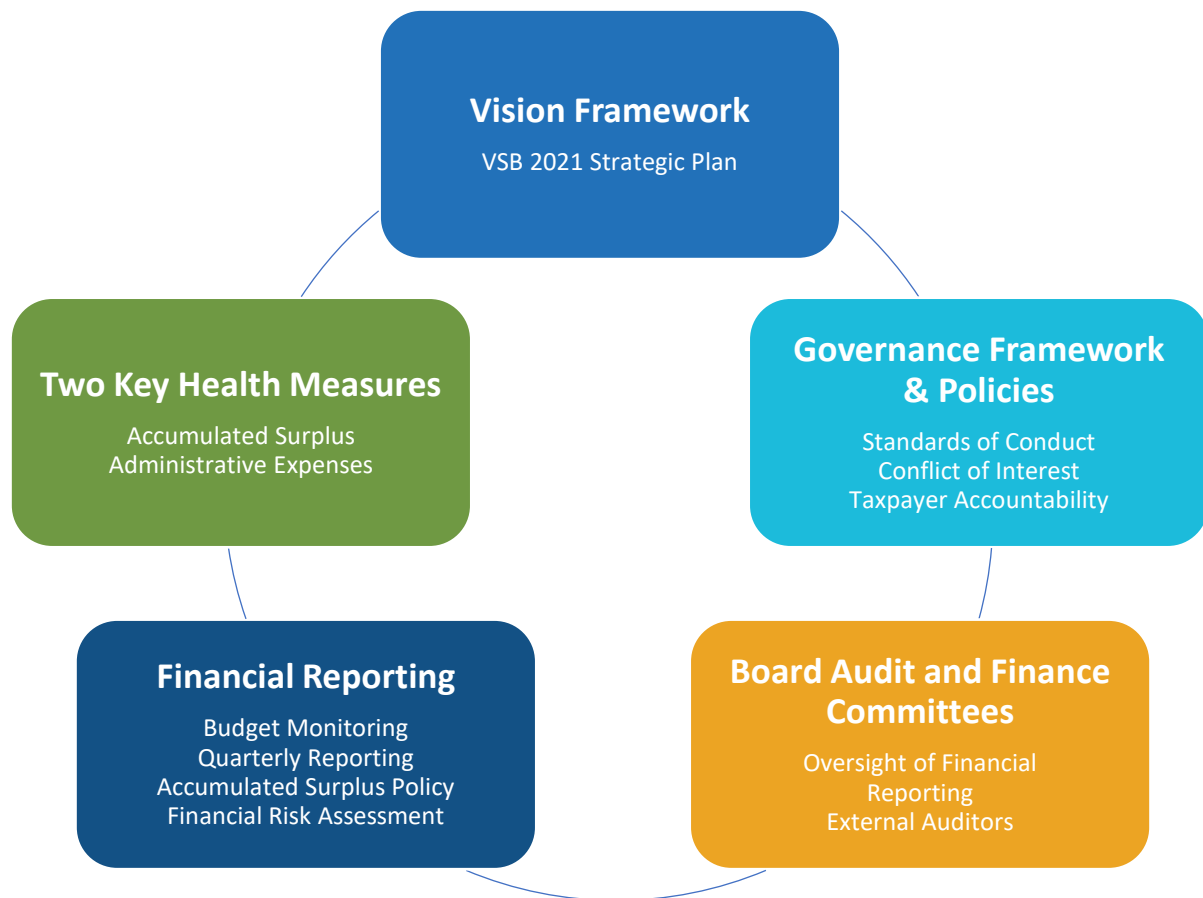 Vision Framework
VSB 2021 Strategic Plan
Two Key Health Measures
Accumulated Surplus
Administrative Expenses
Governance Framework
& Policies
Standards of Conduct
Conflict of Interest
Taxpayer Accountability
Financial Reporting
Budget Monitoring
Quarterly Reporting
Accumulated Surplus Policy
Financial Risk Assessment
Board Audit and Finance
Committees
Oversight of Financial
Reporting
External Auditors